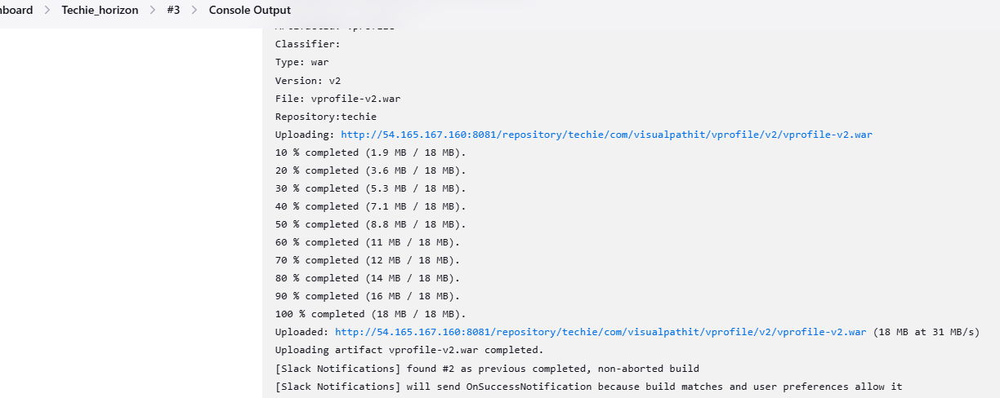 board > Techie_horizon > #3 > Console Output
Classifier:
Type: war
Version: v2
File: vprofile-v2.war
Repository:techie
Uploading: http://54.165.167.160:8081/repository/techie/com/visualpathit/vprofile/v2/vprofile-v2.war
10 % completed (1.9 MB / 18 MB).
20 % completed (3.6 MB / 18 MB).
30 % completed (5.3 MB / 18 MB).
40 % completed (7.1 MB / 18 MB).
50 % completed (8.8 MB / 18 MB).
60 % completed (11 MB / 18 MB).
70 % completed (12 MB / 18 MB).
80 % completed (14 MB / 18 MB).
90 % completed (16 MB / 18 MB).
100 % completed (18 MB / 18 MB).
Uploaded: http://54.165.167.160:8081/repository/techie/com/visualpathit/vprofile/v2/vprofile-v2.war (18 MB at 31 MB/s)
Uploading artifact vprofile-v2.war completed.
[Slack Notifications] found #2 as previous completed, non-aborted build
[Slack Notifications] will send OnSuccessNotification because build matches and user preferences allow it